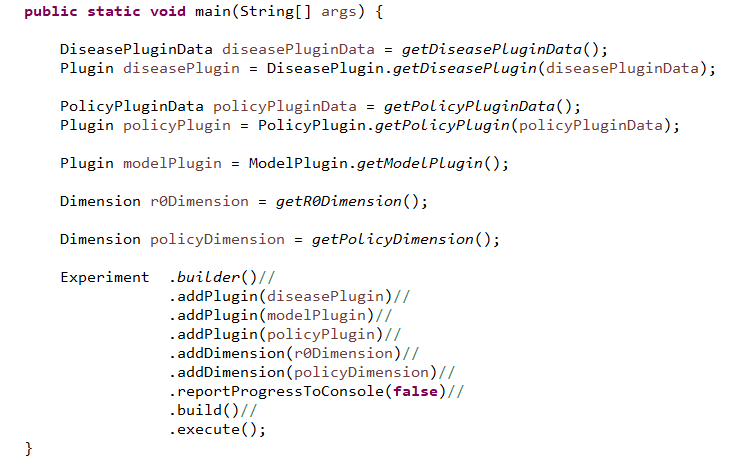 public static void main(String[] args) {
DiseasePluginData diseasePluginData = getDiseasePluginData();
Plugin diseasePlugin = DiseasePlugin.getDiseasePlugin(diseasePluginData);
PolicyPluginData policyPluginData = getPolicyPluginData();
Plugin policyPlugin = PolicyPlugin.getPolicyPlugin(policyPluginData);
Plugin modelPlugin = ModelPlugin.getModelPlugin();
Dimension r0Dimension = getR0Dimension();
Dimension policyDimension = getPolicyDimension();
Experiment .builder()//
.addPlugin(diseasePlugin)//
.addPlugin(modelPlugin)//
.addPlugin(policyPlugin)//
.addDimension(r0Dimension)//
.addDimension(policyDimension)//
.reportProgressToConsole(false)//
.build()//
.execute();
}